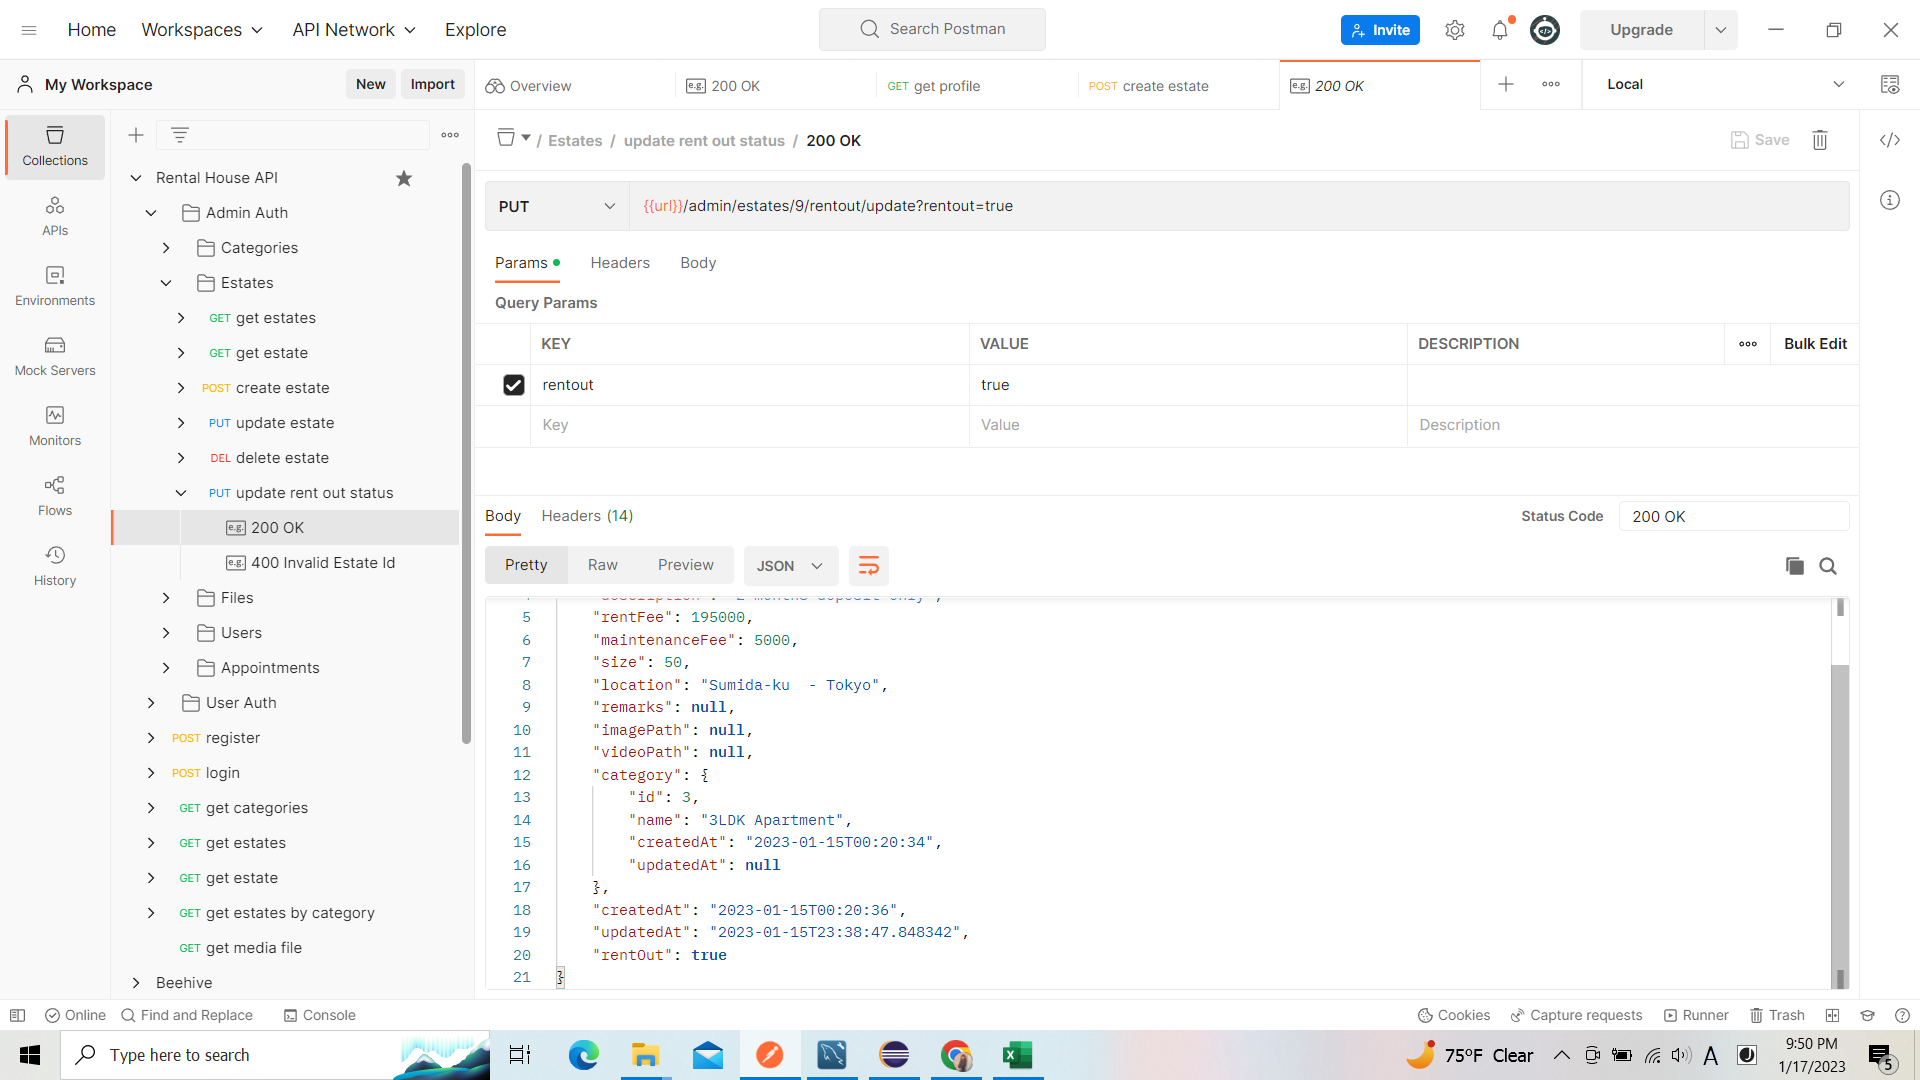 Home
Workspaces
API Network
Explore
Search Postman
Invite
Upgrade
My Workspace
New
Import
Overview
e.g. 200 OK
GET get profile
POST create estate
e.g. 200 OK
Local
Collections
APIs
Environments
Mock Servers
Monitors
Flows
History
Rental House API
Admin Auth
Categories
Estates
GET get estates
GET get estate
POST create estate
PUT update estate
DEL delete estate
PUT update rent out status
e.g. 200 OK
e.g. 400 Invalid Estate Id
Files
Users
Appointments
User Auth
POST register
POST login
GET get categories
GET get estates
GET get estate
GET get estates by category
GET get media file
Beehive
/ Estates / update rent out status / 200 OK
Save
PUT
{{url}}/admin/estates/9/rentout/update?rentout=true
Params
Headers
Body
Query Params
KEY VALUE DESCRIPTION Bulk Edit
rentout true
Key Value Description
Body Headers (14)
Status Code 200 OK
Pretty Raw Preview JSON
5 "rentFee": 195000,
6 "maintenanceFee": 5000,
7 "size": 50,
8 "location": "Sumida-ku  - Tokyo",
9 "remarks": null,
10 "imagePath": null,
11 "videoPath": null,
12 "category": {
13 "id": 3,
14 "name": "3LDK Apartment",
15 "createdAt": "2023-01-15T00:20:34",
16 "updatedAt": null
17 },
18 "createdAt": "2023-01-15T00:20:36",
19 "updatedAt": "2023-01-15T23:38:47.848342",
20 "rentOut": true
21 }
Online
Find and Replace
Console
Cookies
Capture requests
Runner
Trash
Type here to search
75°F Clear
A
9:50 PM
1/17/2023
5